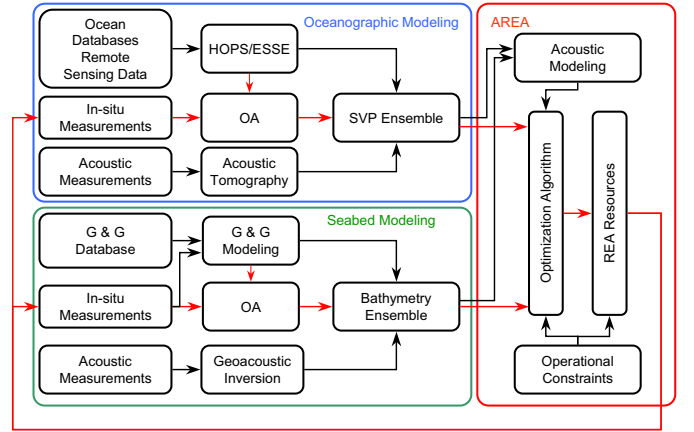 Oceanographic Modeling
Ocean
Databases
Remote
Sensing Data
HOPS/ESSE
In-situ
Measurements
OA
SVP Ensemble
Acoustic
Measurements
Acoustic
Tomography
Seabed Modeling
G & G
Database
G & G
Modeling
In-situ
Measurements
OA
Bathymetry
Ensemble
Acoustic
Measurements
Geoacoustic
Inversion
AREA
Acoustic
Modeling
Optimization Algorithm
REA Resources
Operational
Constraints